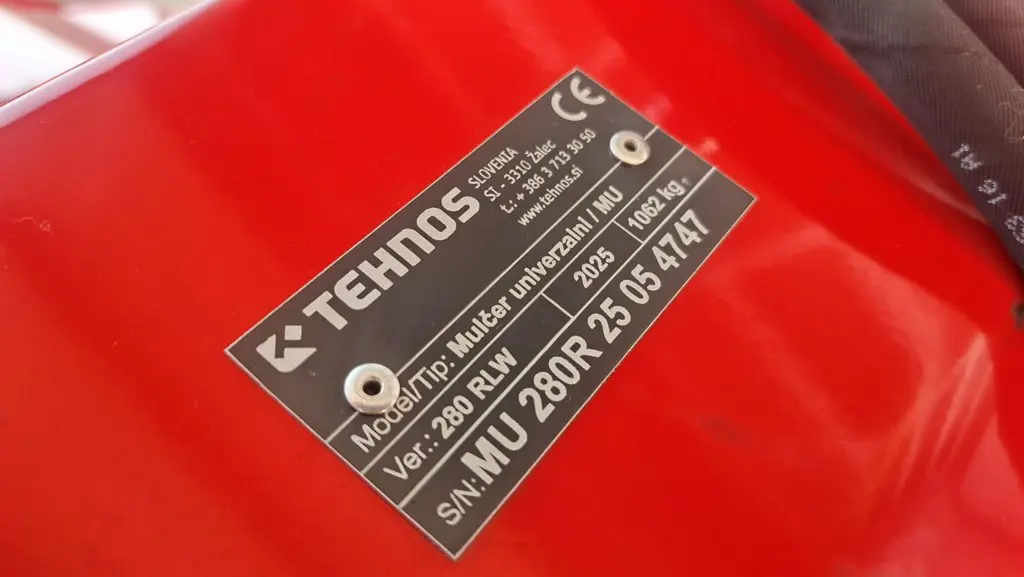 TEHNOS SLOVENIA
SI - 3310 Žalec
t.: + 386 3 713 30 50
www.tehnos.si
CE
Model/Tip: Mulčer univerzalni / MU
Ver.: 280 RLW 2025 1062 kg
S/N: MU 280R 25 05 4747